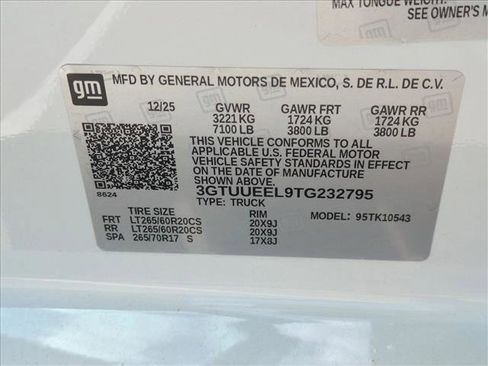 MAX TONGUE WEIGHT:
SEE OWNER'S M
gm
MFD BY GENERAL MOTORS DE MEXICO, S. DE R.L. DE C.V.
12/25 GVWR GAWR FRT GAWR RR
3221 KG 1724 KG 1724 KG
7100 LB 3800 LB 3800 LB
THIS VEHICLE CONFORMS TO ALL
APPLICABLE U.S. FEDERAL MOTOR
VEHICLE SAFETY STANDARDS IN EFFECT
ON THE DATE OF MANUFACTURE
SHOWN ABOVE.
3GTUUEEL9TG232795
TYPE: TRUCK
8624
TIRE SIZE RIM MODEL: 95TK10543
FRT LT265/60R20CS 20X9J
RR LT265/60R20CS 20X9J
SPA 265/70R17 S 17X8J